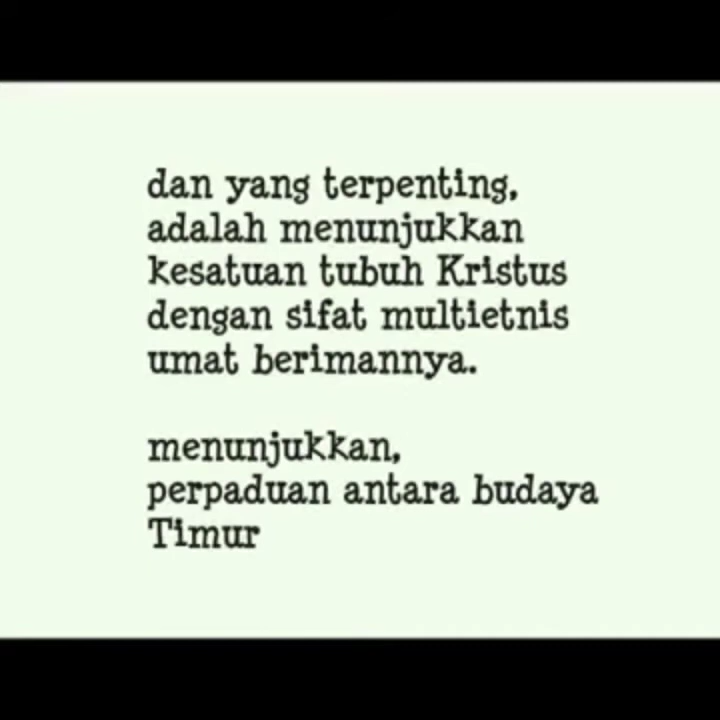 dan yang terpenting,
adalah menunjukkan
kesatuan tubuh Kristus
dengan sifat multietnis
umat berimannya.
menunjukkan,
perpaduan antara budaya
Timur